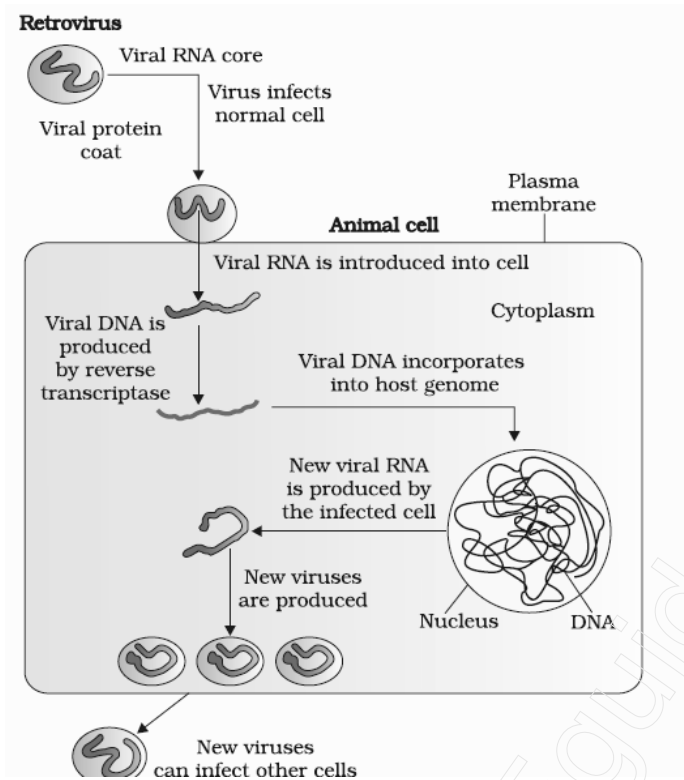 Retrovirus
Viral RNA core
Virus infects
normal cell
Viral protein
coat
Plasma
membrane
Animal cell
Viral RNA is introduced into cell
Cytoplasm
Viral DNA is
produced
by reverse
transcriptase
Viral DNA incorporates
into host genome
New viral RNA
is produced by
the infected cell
New viruses
are produced
Nucleus
DNA
New viruses
can infect other cells